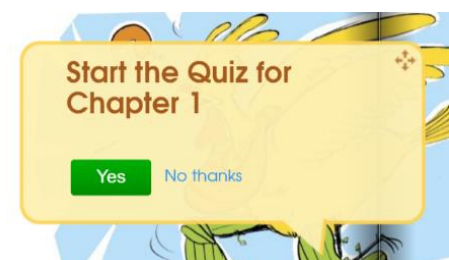 Start the Quiz for
Chapter 1
Yes No thanks